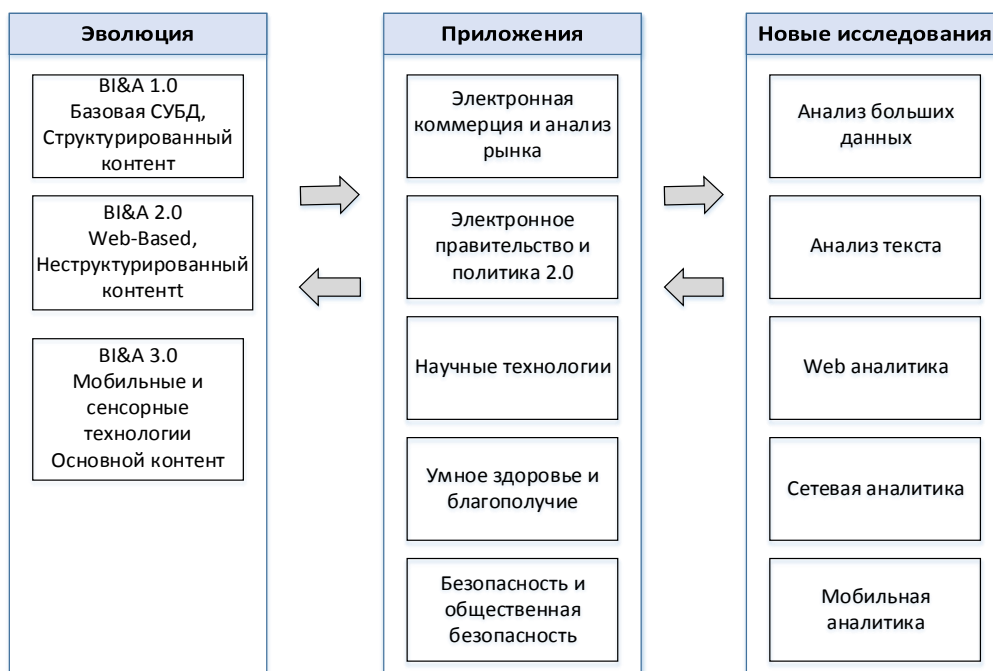 Эволюция
BI&A 1.0
Базовая СУБД,
Структурированный
контент
BI&A 2.0
Web-Based,
Неструктурированный
контентt
BI&A 3.0
Мобильные и
сенсорные
технологии
Основной контент
Приложения
Электронная
коммерция и анализ
рынка
Электронное
правительство и
политика 2.0
Научные технологии
Умное здоровье и
благополучие
Безопасность и
общественная
безопасность
Новые исследования
Анализ больших
данных
Анализ текста
Web аналитика
Сетевая аналитика
Мобильная
аналитика